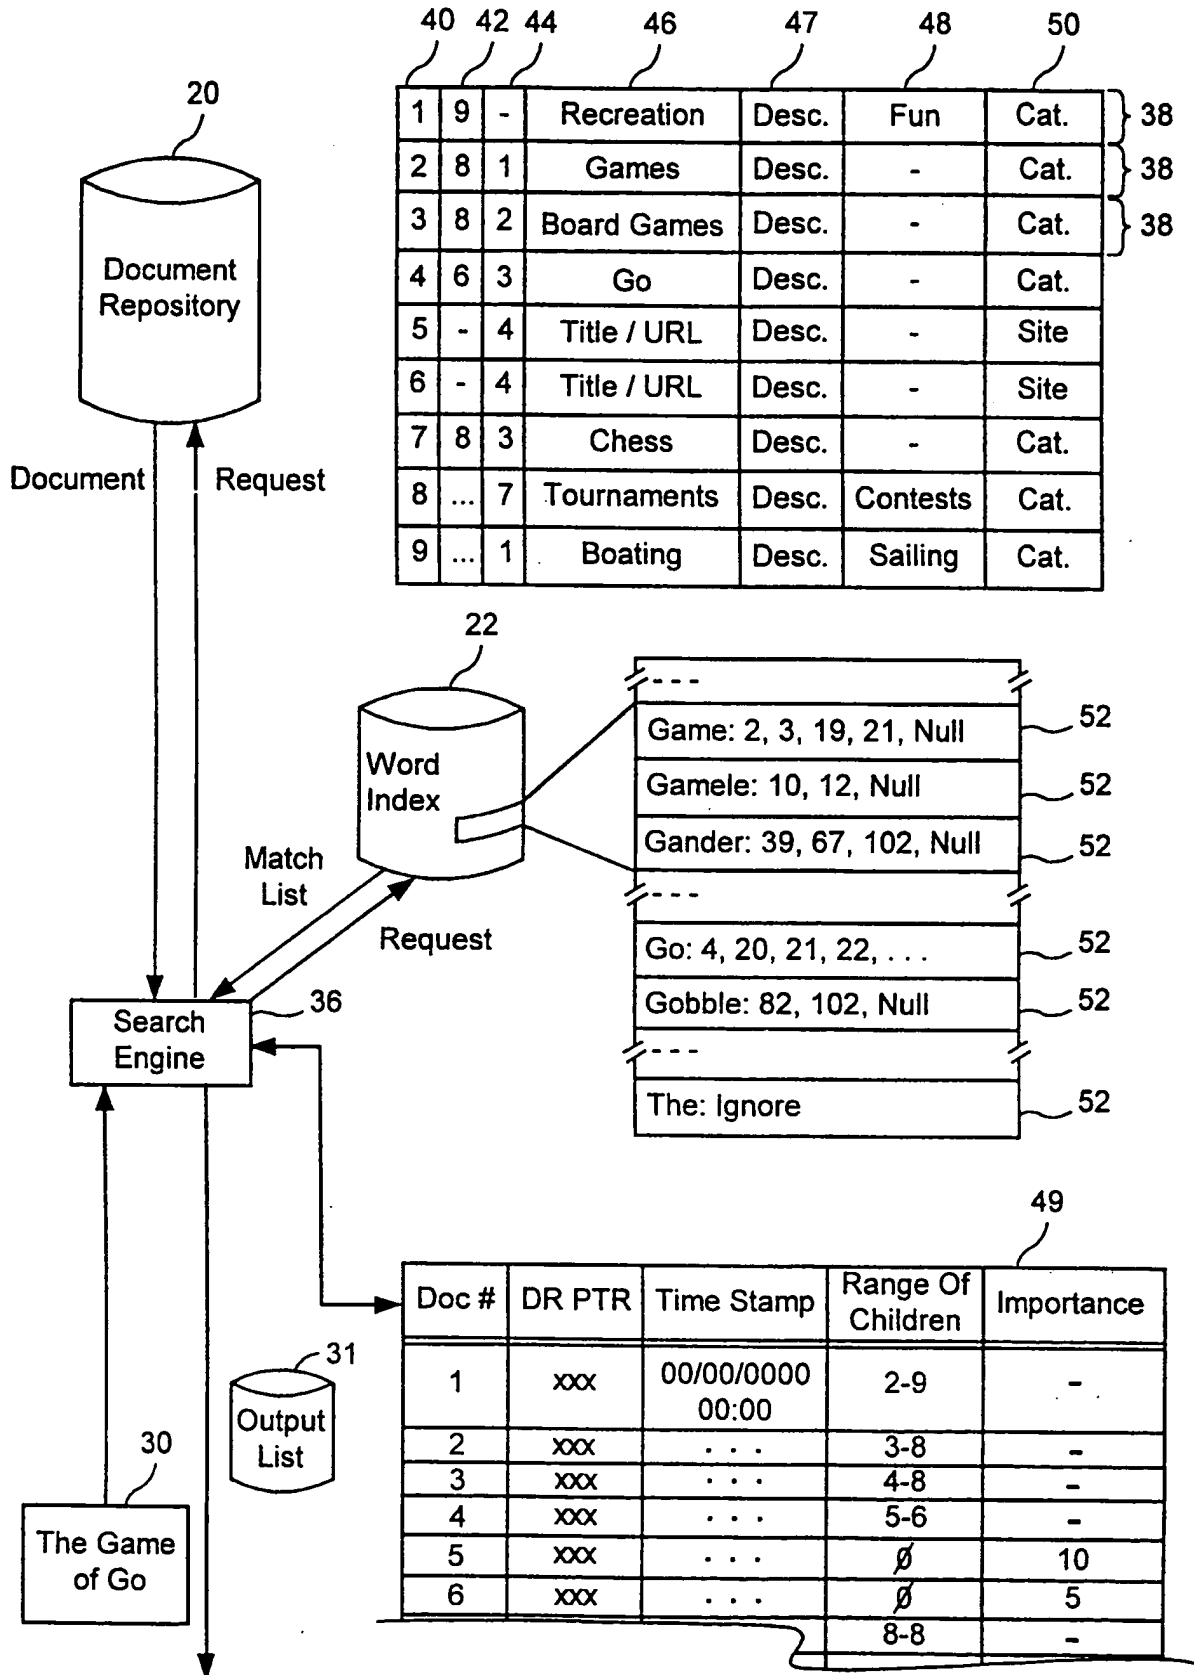 40 42 44 46 47 48 50
1 9 - Recreation Desc. Fun Cat. 38
2 8 1 Games Desc. - Cat. 38
3 8 2 Board Games Desc. - Cat. 38
4 6 3 Go Desc. - Cat.
5 - 4 Title / URL Desc. - Site
6 - 4 Title / URL Desc. - Site
7 8 3 Chess Desc. - Cat.
8 ... 7 Tournaments Desc. Contests Cat.
9 ... 1 Boating Desc. Sailing Cat.
20
Document
Repository
Document
Request
22
Word
Index
Match
List
Request
- - -
Game: 2, 3, 19, 21, Null 52
Gamele: 10, 12, Null 52
Gander: 39, 67, 102, Null 52
- - -
Go: 4, 20, 21, 22, . . . 52
Gobble: 82, 102, Null 52
- - -
The: Ignore 52
36
Search
Engine
31
Output
List
30
The Game
of Go
49
Doc # DR PTR Time Stamp Range Of Children Importance
1 xxx 00/00/0000 00:00 2-9 -
2 xxx . . . 3-8 -
3 xxx . . . 4-8 -
4 xxx . . . 5-6 -
5 xxx . . . Ø 10
6 xxx . . . Ø 5
8-8 -